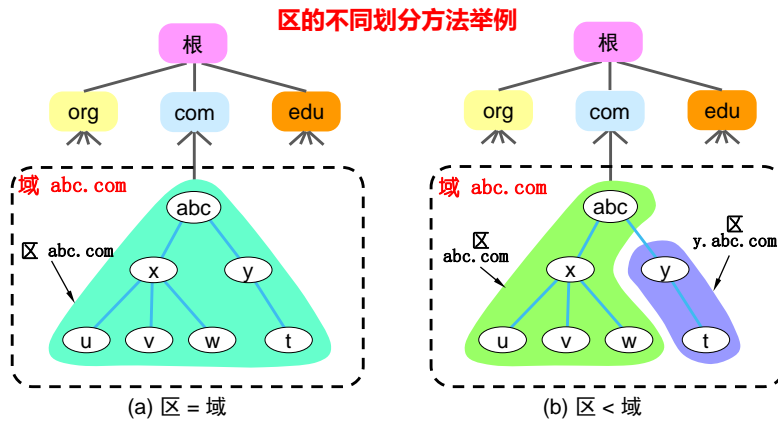 区的不同划分方法举例
根
org com edu
域 abc.com
abc
区 abc.com
x y
u v w t
(a) 区 = 域
根
org com edu
域 abc.com
abc
区
abc.com
区
y.abc.com
x y
u v w t
(b) 区 < 域